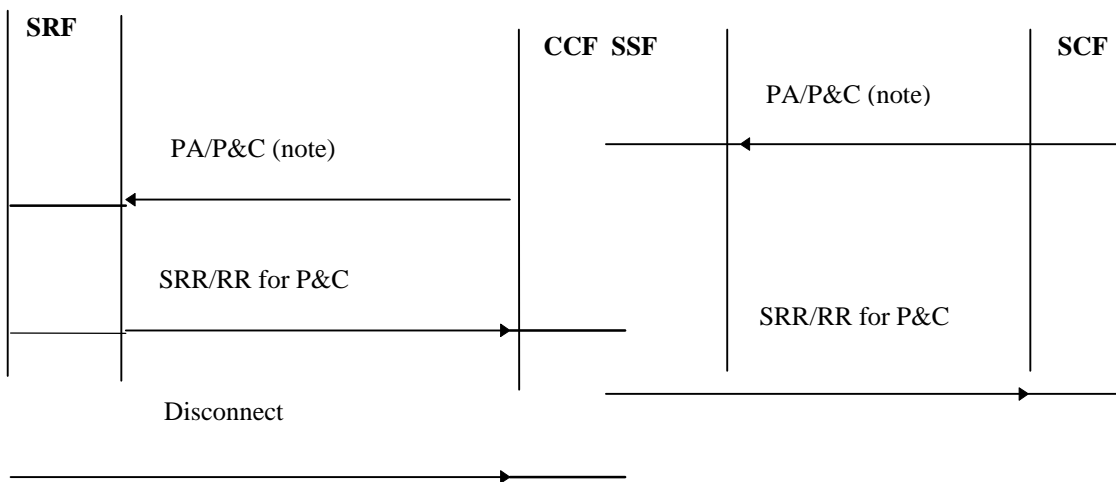 SRF
CCF SSF
SCF
PA/P&C (note)
PA/P&C (note)
SRR/RR for P&C
SRR/RR for P&C
Disconnect